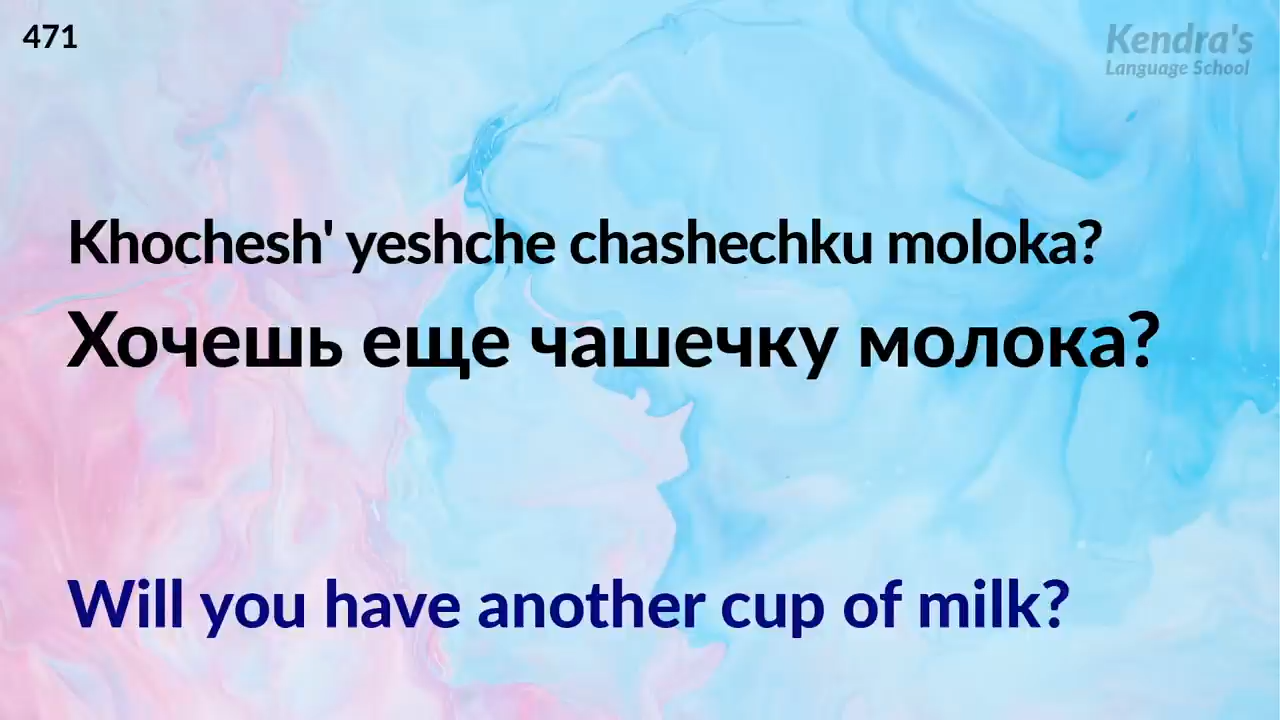 471
Kendra's
Language School
Khochesh' yeshche chashechku moloka?
Хочешь еще чашечку молока?
Will you have another cup of milk?